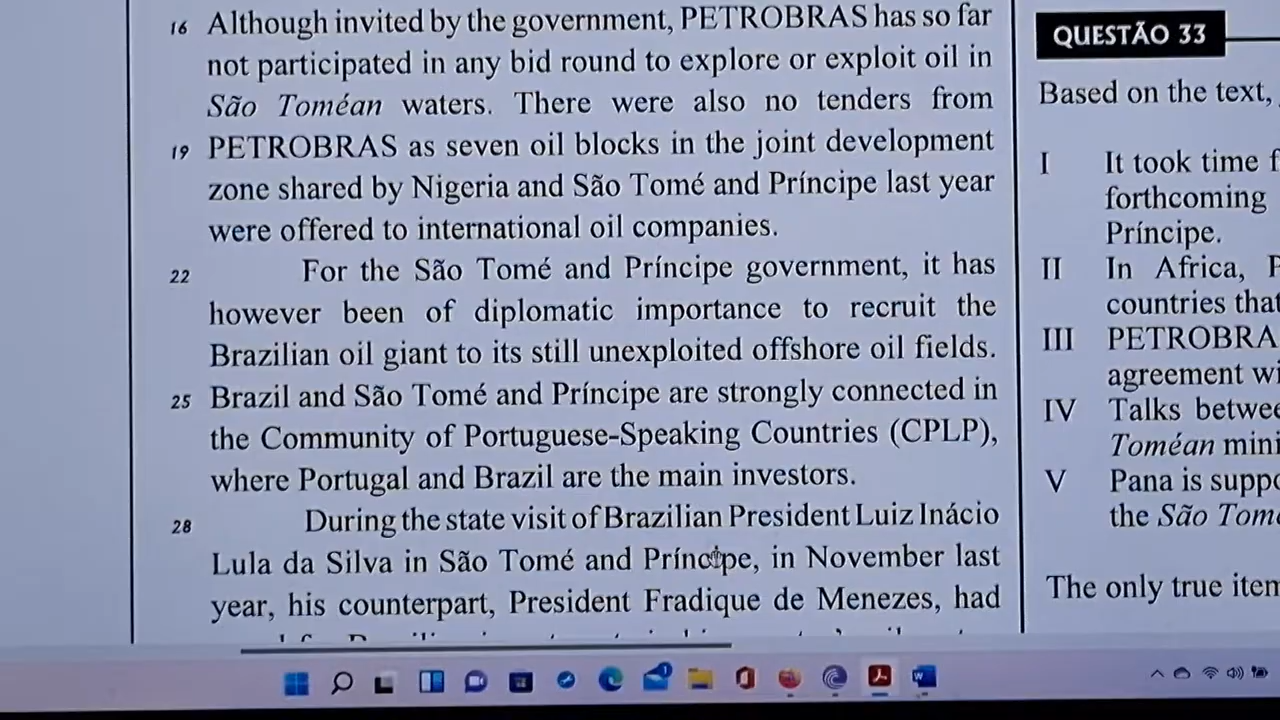 16 Although invited by the government, PETROBRAS has so far
not participated in any bid round to explore or exploit oil in
São Toméan waters. There were also no tenders from
19 PETROBRAS as seven oil blocks in the joint development
zone shared by Nigeria and São Tomé and Príncipe last year
were offered to international oil companies.
22 For the São Tomé and Príncipe government, it has
however been of diplomatic importance to recruit the
Brazilian oil giant to its still unexploited offshore oil fields.
25 Brazil and São Tomé and Príncipe are strongly connected in
the Community of Portuguese-Speaking Countries (CPLP),
where Portugal and Brazil are the main investors.
28 During the state visit of Brazilian President Luiz Inácio
Lula da Silva in São Tomé and Príncipe, in November last
year, his counterpart, President Fradique de Menezes, had
QUESTÃO 33
Based on the text,
I It took time
forthcoming
Príncipe.
II In Africa,
countries that
III PETROBRA
agreement
IV Talks
Toméan
V Pana is
the São
The only true